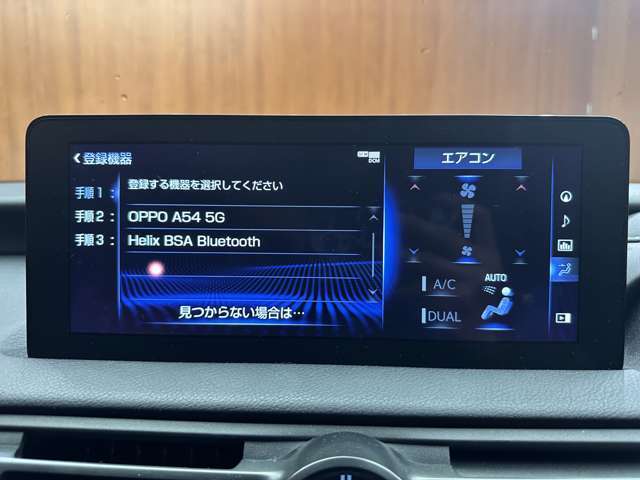 登録機器
DCM
エアコン
手順1：
登録する機器を選択してください
手順2：
OPPO A54 5G
手順3：
Helix BSA Bluetooth
見つからない場合は…
A/C
AUTO
DUAL